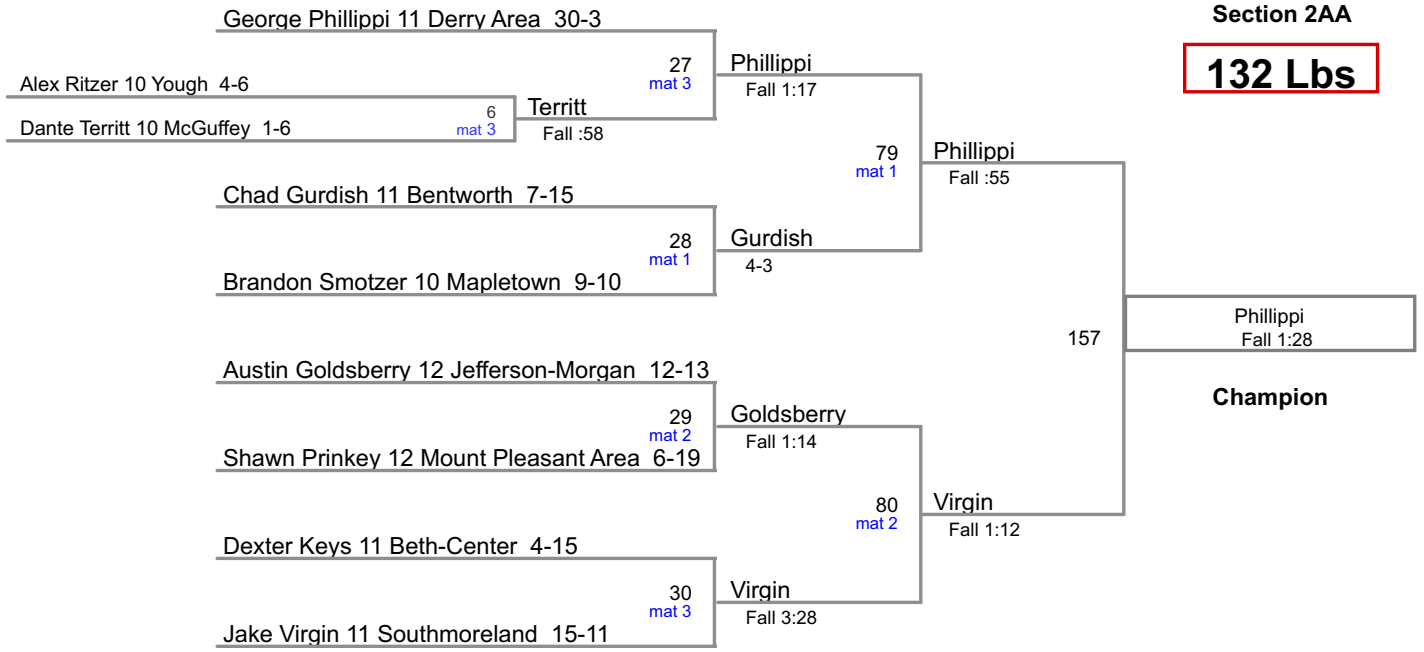 George Phillippi 11 Derry Area 30-3
Section 2AA
132 Lbs
27
mat 3
Phillippi
Fall 1:17
Alex Ritzer 10 Yough 4-6
6
mat 3
Territt
Fall :58
Dante Territt 10 McGuffey 1-6
79
mat 1
Phillippi
Fall :55
Chad Gurdish 11 Bentworth 7-15
28
mat 1
Gurdish
4-3
Brandon Smotzer 10 Mapletown 9-10
157
Phillippi
Fall 1:28
Champion
Austin Goldsberry 12 Jefferson-Morgan 12-13
29
mat 2
Goldsberry
Fall 1:14
Shawn Prinkey 12 Mount Pleasant Area 6-19
80
mat 2
Virgin
Fall 1:12
Dexter Keys 11 Beth-Center 4-15
30
mat 3
Virgin
Fall 3:28
Jake Virgin 11 Southmoreland 15-11